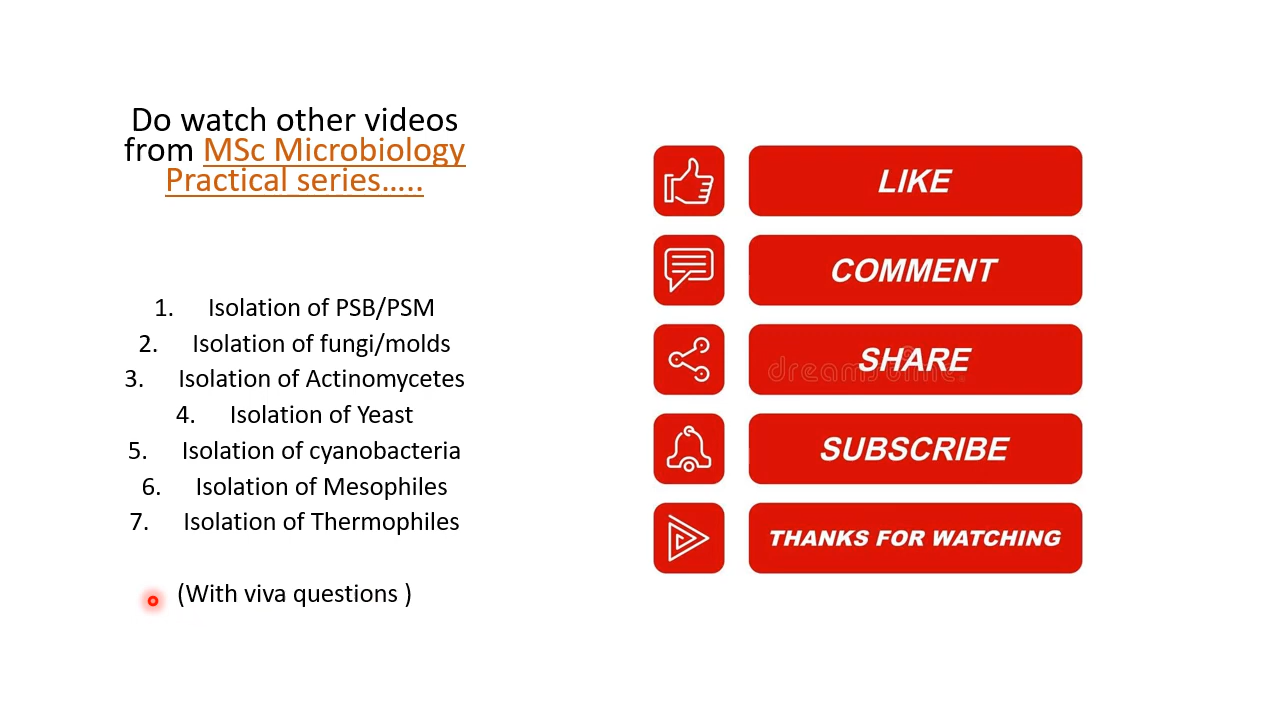 Do watch other videos
from MSc Microbiology
Practical series…..
1. Isolation of PSB/PSM
2. Isolation of fungi/molds
3. Isolation of Actinomycetes
4. Isolation of Yeast
5. Isolation of cyanobacteria
6. Isolation of Mesophiles
7. Isolation of Thermophiles
(With viva questions )
LIKE
COMMENT
SHARE
SUBSCRIBE
THANKS FOR WATCHING